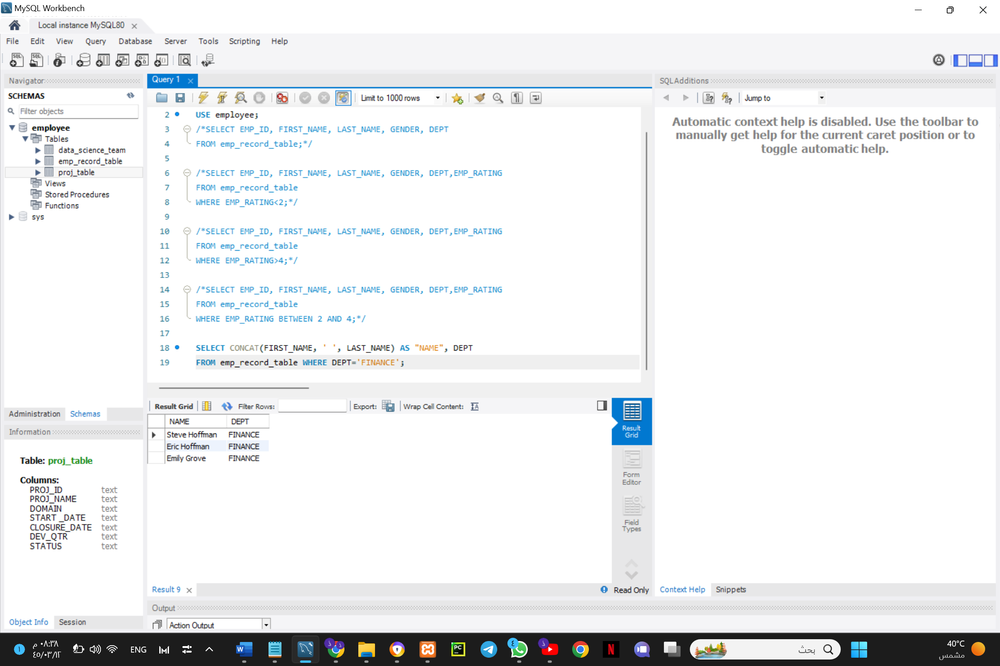 MySQL Workbench
Local instance MySQL80
File Edit View Query Database Server Tools Scripting Help
Navigator
SCHEMAS
Filter objects
employee
Tables
data_science_team
emp_record_table
proj_table
Views
Stored Procedures
Functions
sys
Administration Schemas
Information
Table: proj_table
Columns:
PROJ_ID text
PROJ_NAME text
DOMAIN text
START _DATE text
CLOSURE_DATE text
DEV_QTR text
STATUS text
Object Info Session
Query 1
Limit to 1000 rows
2 USE employee;
3 /*SELECT EMP_ID, FIRST_NAME, LAST_NAME, GENDER, DEPT
4 FROM emp_record_table;*/
5
6 /*SELECT EMP_ID, FIRST_NAME, LAST_NAME, GENDER, DEPT,EMP_RATING
7 FROM emp_record_table
8 WHERE EMP_RATING<2;*/
9
10 /*SELECT EMP_ID, FIRST_NAME, LAST_NAME, GENDER, DEPT,EMP_RATING
11 FROM emp_record_table
12 WHERE EMP_RATING>4;*/
13
14 /*SELECT EMP_ID, FIRST_NAME, LAST_NAME, GENDER, DEPT,EMP_RATING
15 FROM emp_record_table
16 WHERE EMP_RATING BETWEEN 2 AND 4;*/
17
18 SELECT CONCAT(FIRST_NAME, ' ', LAST_NAME) AS "NAME", DEPT
19 FROM emp_record_table WHERE DEPT='FINANCE';
Result Grid Filter Rows: Export: Wrap Cell Content:
NAME DEPT
Steve Hoffman FINANCE
Eric Hoffman FINANCE
Emily Grove FINANCE
Result
Grid
Form
Editor
Field
Types
Result 9
Read Only
Output
Action Output
SQLAdditions
Jump to
Automatic context help is disabled. Use the toolbar to
manually get help for the current caret position or to
toggle automatic help.
Context Help Snippets
١
٠٨:٣٨ م
٤٥/٠٣/١٢
ENG
بحث
40°C
مشمس